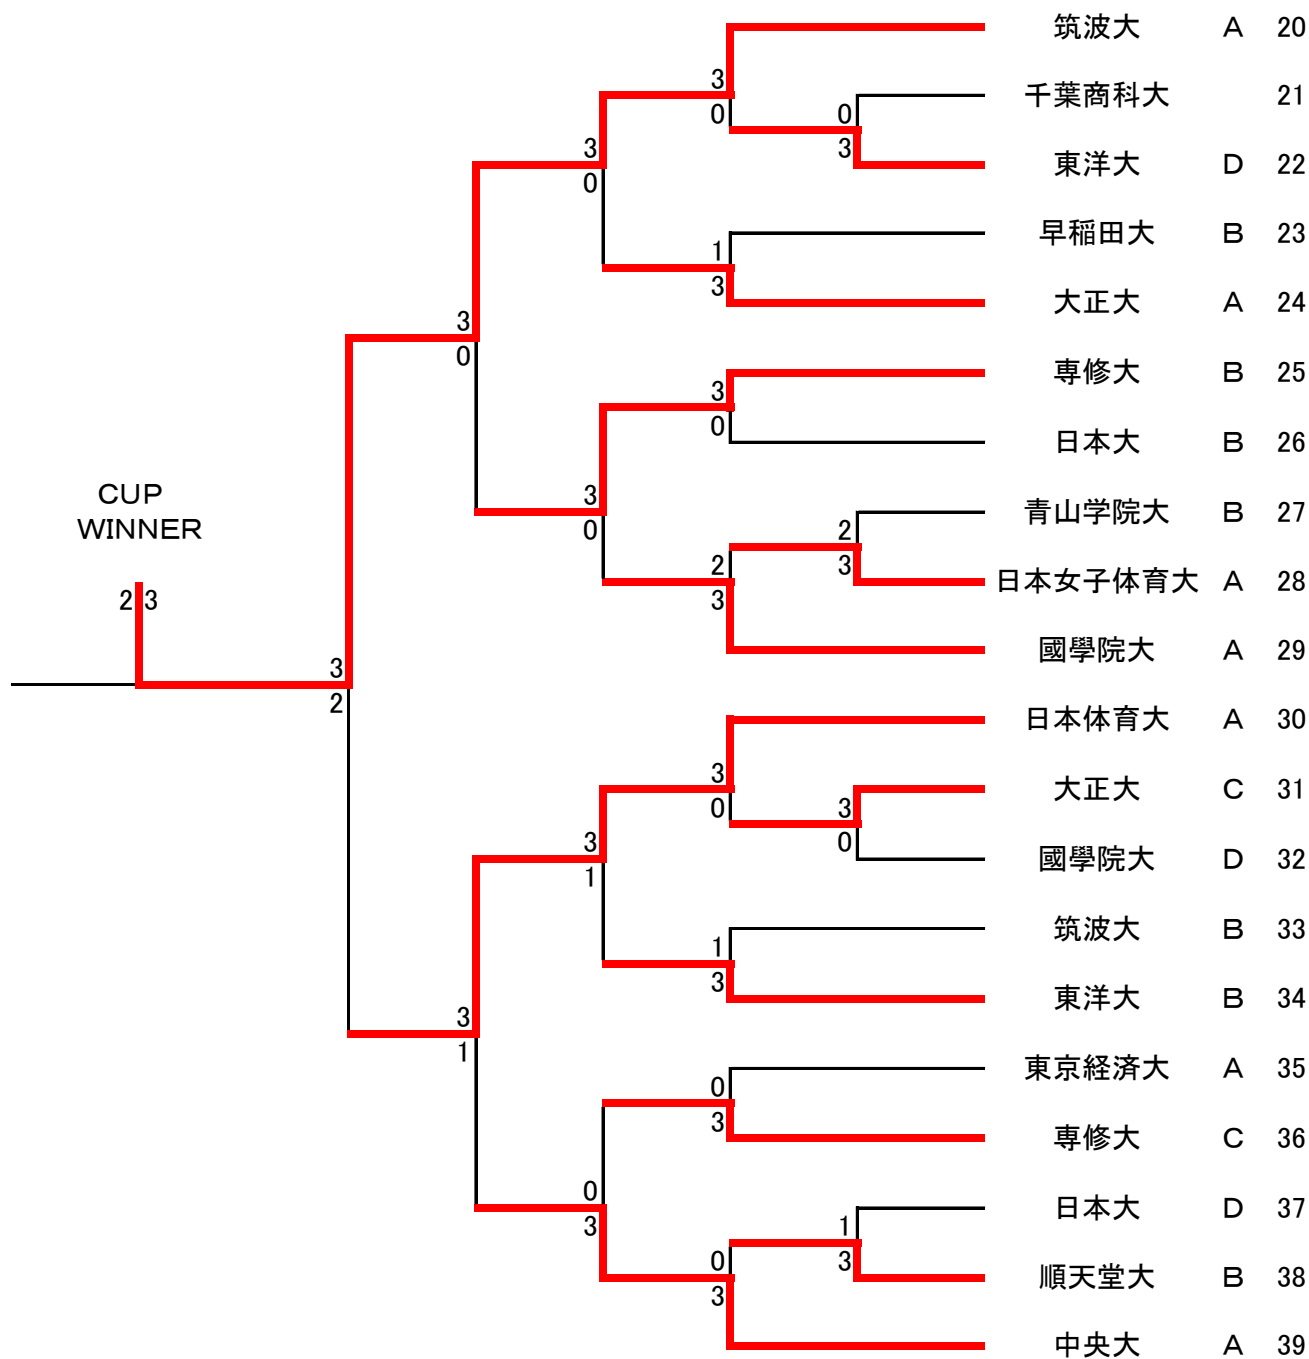 筑波大 A 20
3
千葉商科大 21
0 0
3 3
東洋大 D 22
0
早稲田大 B 23
1
3
大正大 A 24
3
0
専修大 B 25
3
0
日本大 B 26
CUP
WINNER
3
青山学院大 B 27
0 2
2 3
日本女子体育大 A 28
2 3 3
國學院大 A 29
3
2
日本体育大 A 30
3
大正大 C 31
0 3
3 0
國學院大 D 32
1
筑波大 B 33
1
3
東洋大 B 34
3
1
東京経済大 A 35
0
3
専修大 C 36
0
日本大 D 37
3 1
0 3
順天堂大 B 38
3
中央大 A 39